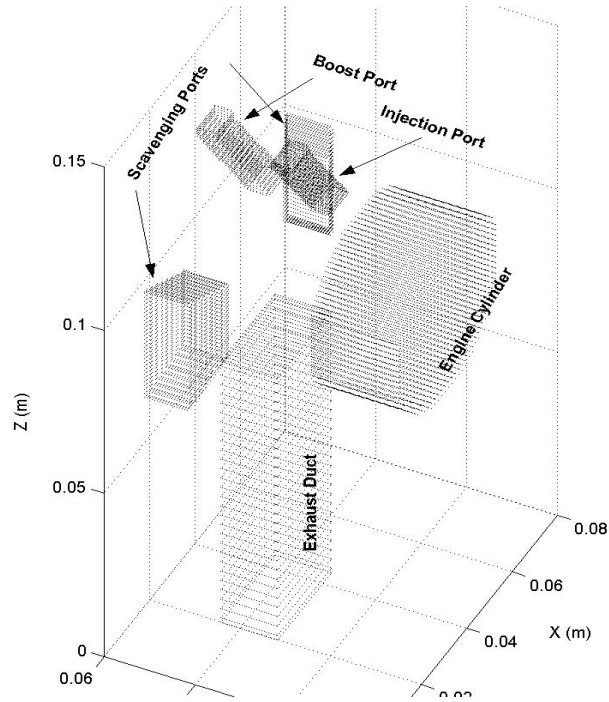 Scavenging Ports
Boost Port
Injection Port
Engine Cylinder
Exhaust Duct
Z (m)
0.15
0.1
0.05
0
0.06
X (m)
0.08
0.06
0.04